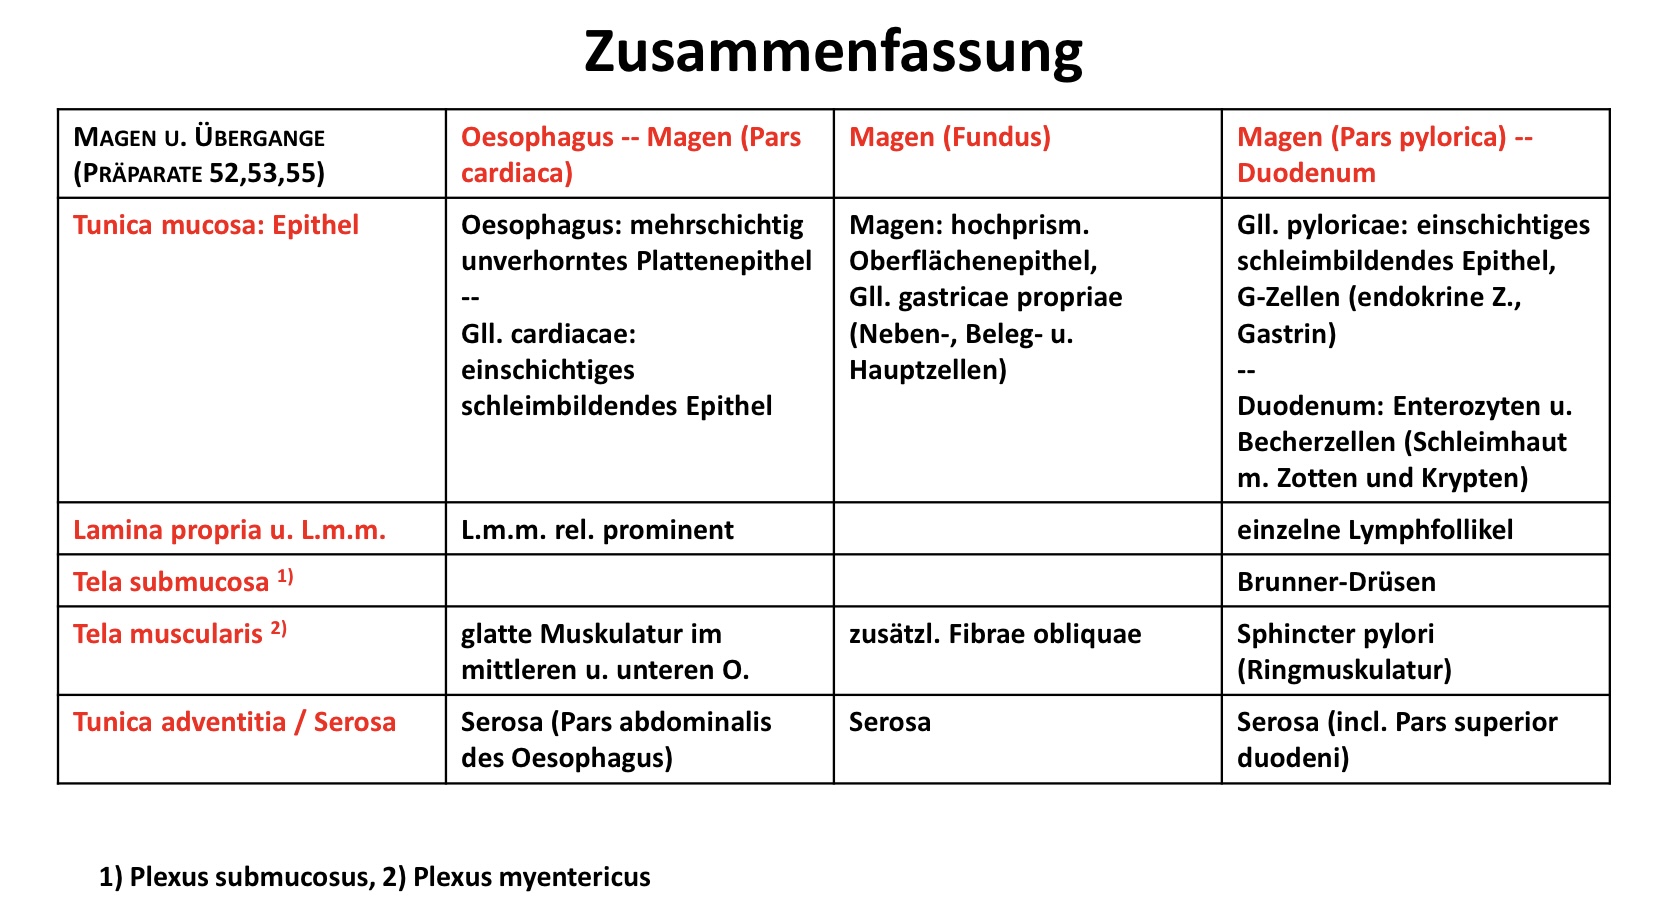 Zusammenfassung
MAGEN U. ÜBERGANGE
(PRÄPARATE 52,53,55)
Oesophagus -- Magen (Pars
cardiaca)
Magen (Fundus)
Magen (Pars pylorica) --
Duodenum
Tunica mucosa: Epithel
Oesophagus: mehrschichtig
unverhorntes Plattenepithel
--
Gll. cardiacae:
einschichtiges
schleimbildendes Epithel
Magen: hochprism.
Oberflächenepithel,
Gll. gastricae propriae
(Neben-, Beleg- u.
Hauptzellen)
Gll. pyloricae: einschichtiges
schleimbildendes Epithel,
G-Zellen (endokrine Z.,
Gastrin)
--
Duodenum: Enterozyten u.
Becherzellen (Schleimhaut
m. Zotten und Krypten)
Lamina propria u. L.m.m.
L.m.m. rel. prominent
einzelne Lymphfollikel
Tela submucosa 1)
Brunner-Drüsen
Tela muscularis 2)
glatte Muskulatur im
mittleren u. unteren O.
zusätzl. Fibrae obliquae
Sphincter pylori
(Ringmuskulatur)
Tunica adventitia / Serosa
Serosa (Pars abdominalis
des Oesophagus)
Serosa
Serosa (incl. Pars superior
duodeni)
1) Plexus submucosus, 2) Plexus myentericus